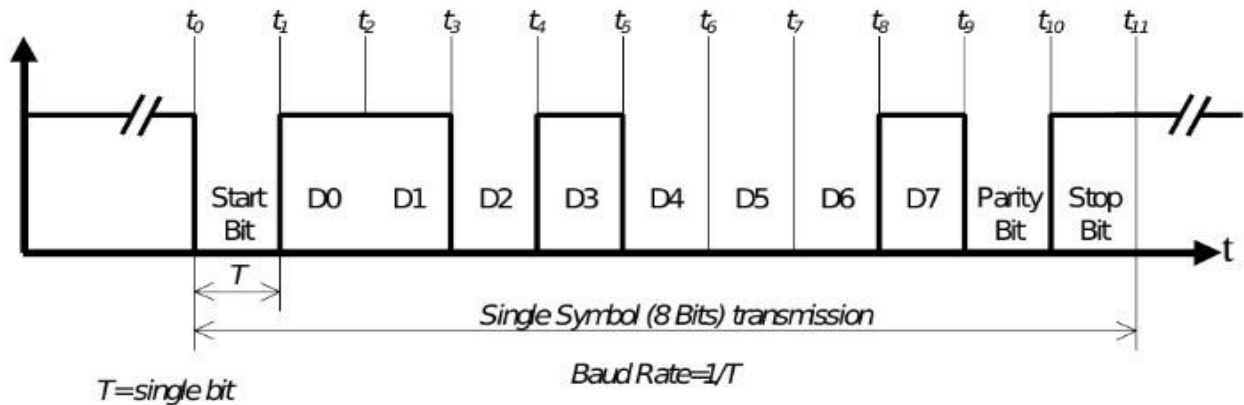 t0 t1 t2 t3 t4 t5 t6 t7 t8 t9 t10 t11
Start Bit D0 D1 D2 D3 D4 D5 D6 D7 Parity Bit Stop Bit
t
T
Single Symbol (8 Bits) transmission
Baud Rate=1/T
T=single bit